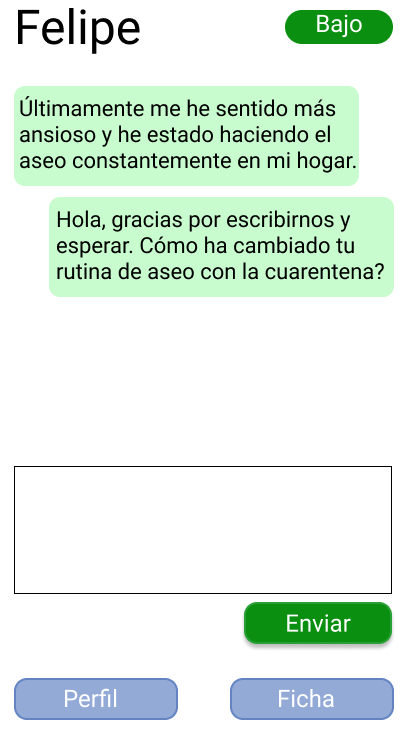 Felipe
Bajo
Últimamente me he sentido más
ansioso y he estado haciendo el
aseo constantemente en mi hogar.
Hola, gracias por escribirnos y
esperar. Cómo ha cambiado tu
rutina de aseo con la cuarentena?
Enviar
Perfil
Ficha